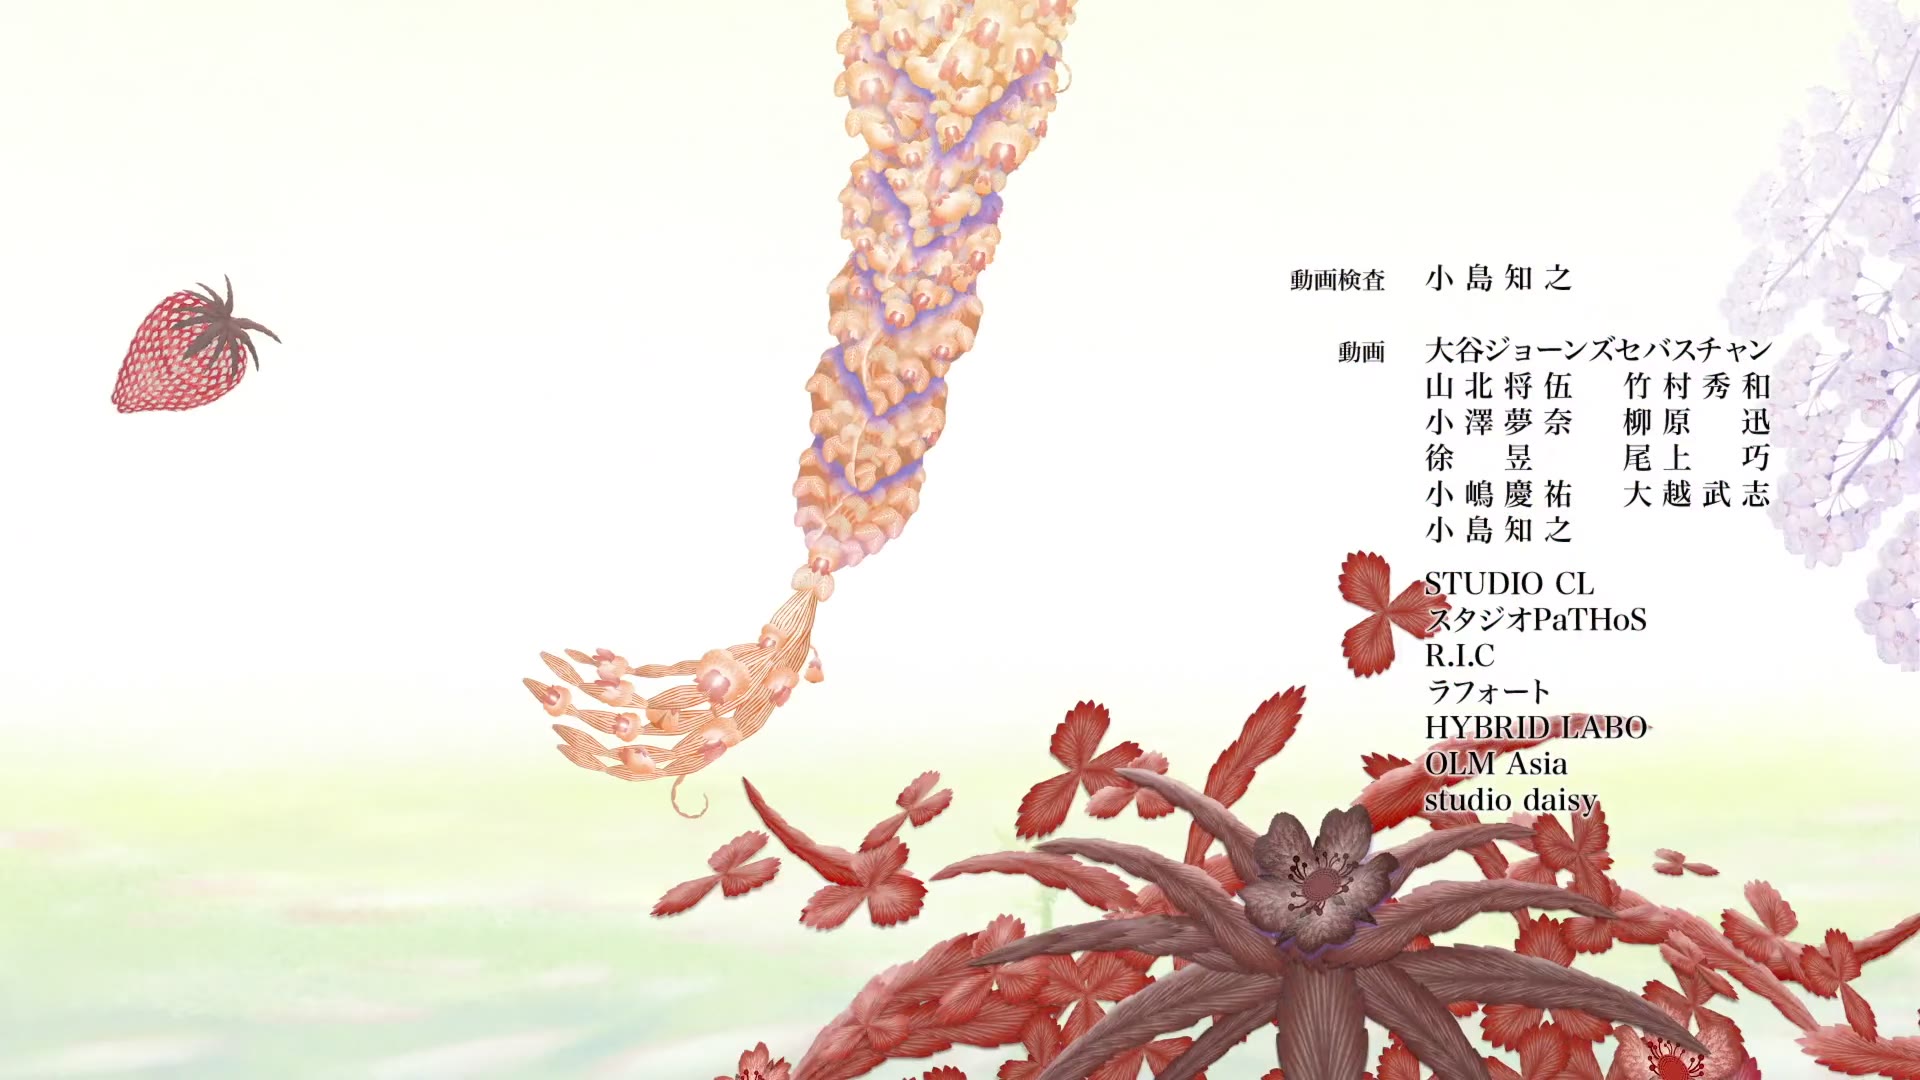 動画検査 小島知之
動画 大谷ジョーンズセバスチャン
山北将伍 竹村秀和
小澤夢奈 柳原迅
徐昱 尾上巧
小嶋慶祐 大越武志
小島知之
STUDIO CL
スタジオPaTHoS
R.I.C
ラフォート
HYBRID LABO
OLM Asia
studio daisy